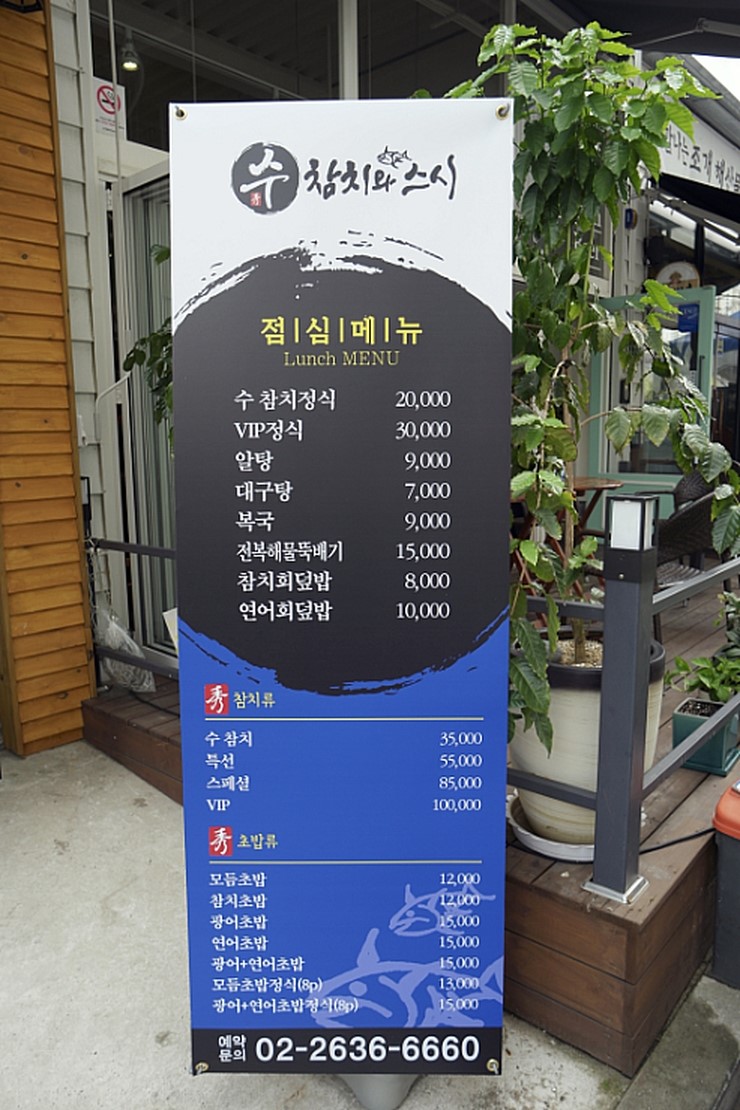 수 참치와 스시
秀
점|심|메|뉴
Lunch MENU
수 참치정식 20,000
VIP정식 30,000
알탕 9,000
대구탕 7,000
복국 9,000
전복해물뚝배기 15,000
참치회덮밥 8,000
연어회덮밥 10,000
秀 참치류
수 참치 35,000
특선 55,000
스페셜 85,000
VIP 100,000
秀 초밥류
모듬초밥 12,000
참치초밥 12,000
광어초밥 15,000
연어초밥 15,000
광어+연어초밥 15,000
모듬초밥정식(8p) 13,000
광어+연어초밥정식(8p) 15,000
예약
문의 02-2636-6660
조개 해산물